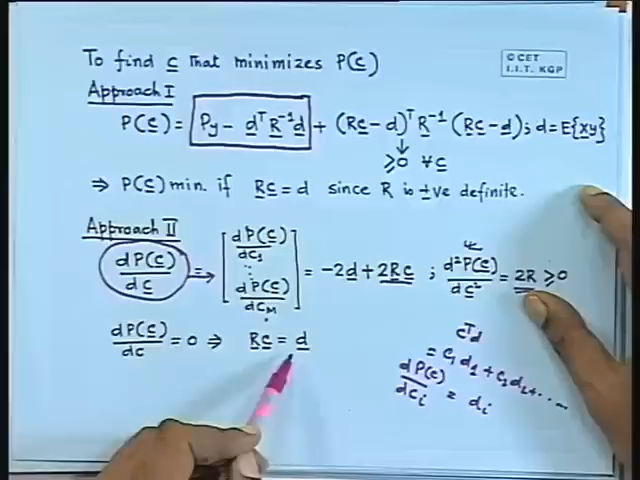 To find c that minimizes P(c)
© CET
I.I.T. KGP
Approach I
P(c) = Py - dᵀR⁻¹d + (Rc - d)ᵀ R⁻¹ (Rc - d); d = E{xy}
≥0 ∀c
⇒ P(c) min. if Rc = d since R is ±ve definite.
Approach II
dP(c)/dc = [dP(c)/dc₁ ⋮ dP(c)/dc_M] = -2d + 2Rc ; d²P(c)/dc² = 2R ≥ 0
dP(c)/dc = 0 ⇒ Rc = d
cᵀd
= c₁d₁ + c₂d₂ + ...
dP(c)/dcᵢ = dᵢ